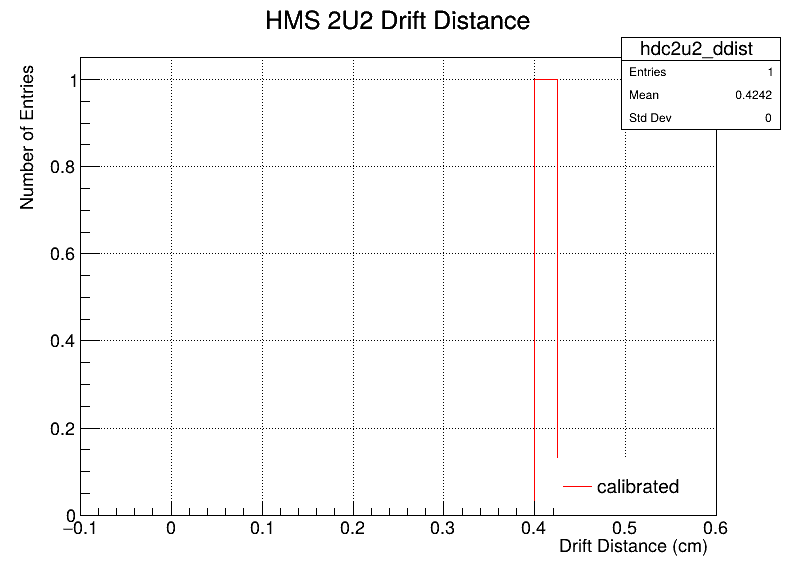 HMS 2U2 Drift Distance
hdc2u2_ddist
Entries 1
Mean 0.4242
Std Dev 0
Number of Entries
1
0.8
0.6
0.4
0.2
0
calibrated
−0.1 0 0.1 0.2 0.3 0.4 0.5 0.6
Drift Distance (cm)